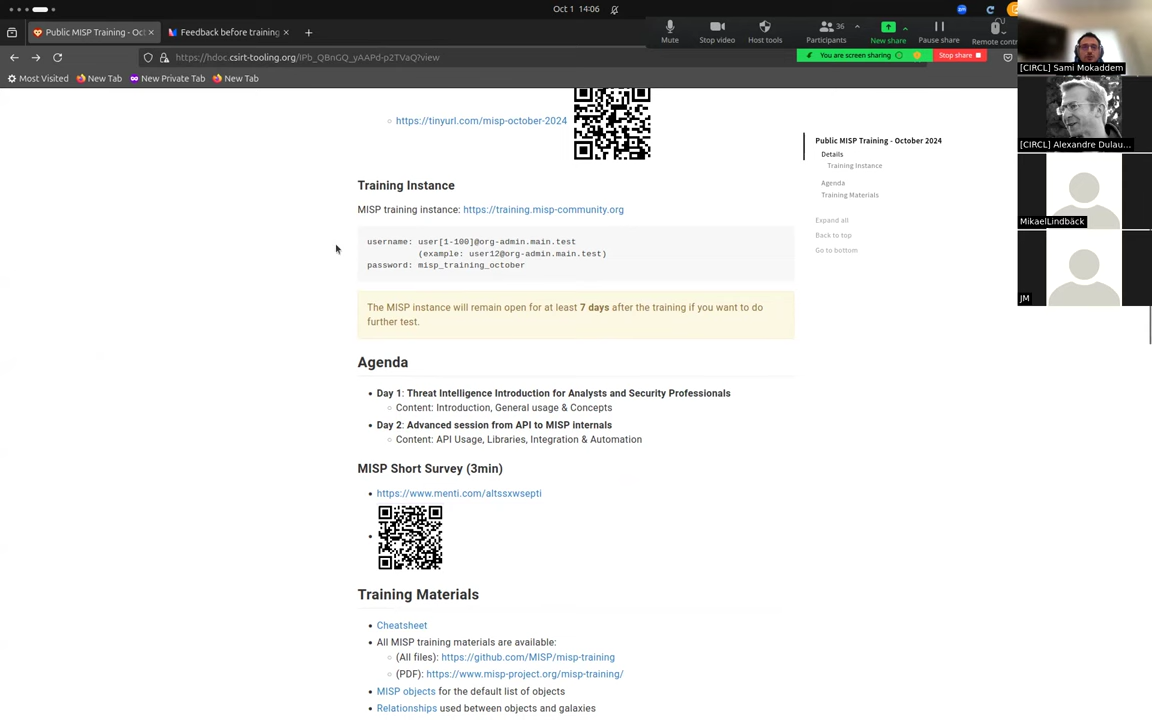 Oct 1 14:06
Public MISP Training - Oct
Feedback before training
Mute
Stop video
Host tools
36
Participants
New share
Pause share
Remote contr
You are screen sharing
Stop share
https://hdoc.csirt-tooling.org/IPb_QBnGQ_yAAPd-p2TVaQ?view
Most Visited
New Tab
New Private Tab
New Tab
[CIRCL] Sami Mokaddem
[CIRCL] Alexandre Dulau...
MikaelLindbäck
JM
https://tinyurl.com/misp-october-2024
Training Instance
MISP training instance: https://training.misp-community.org
username: user[1-100]@org-admin.main.test
(example: user12@org-admin.main.test)
password: misp_training_october
The MISP instance will remain open for at least 7 days after the training if you want to do
further test.
Agenda
Day 1: Threat Intelligence Introduction for Analysts and Security Professionals
Content: Introduction, General usage & Concepts
Day 2: Advanced session from API to MISP internals
Content: API Usage, Libraries, Integration & Automation
MISP Short Survey (3min)
https://www.menti.com/altssxwsepti
Training Materials
Cheatsheet
All MISP training materials are available:
(All files): https://github.com/MISP/misp-training
(PDF): https://www.misp-project.org/misp-training/
MISP objects for the default list of objects
Relationships used between objects and galaxies
Public MISP Training - October 2024
Details
Training Instance
Agenda
Training Materials
Expand all
Back to top
Go to bottom